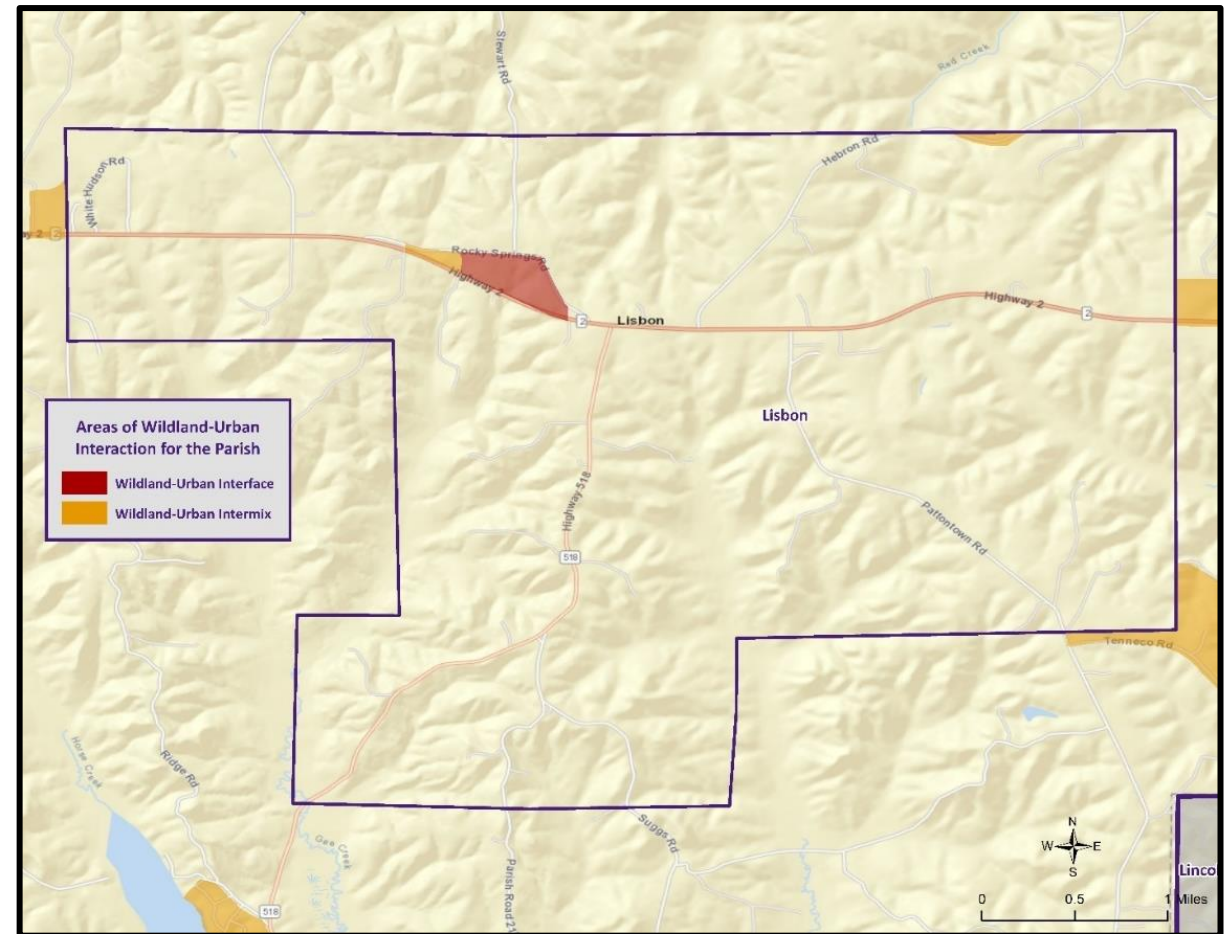 Stewart Rd
Red Creek
Hebron Rd
White Hudson Rd
2
Rocky Springs Rd
Highway 2
2
Lisbon
Highway 2
2
Lisbon
Areas of Wildland-Urban
Interaction for the Parish
Wildland-Urban Interface
Wildland-Urban Intermix
Highway 518
Pattontown Rd
518
Tenneco Rd
Horse Creek
Ridge Rd
Gee Creek
Suggs Rd
Parish Road 21
518
N
W E
S
0 0.5 1 Miles
Linco